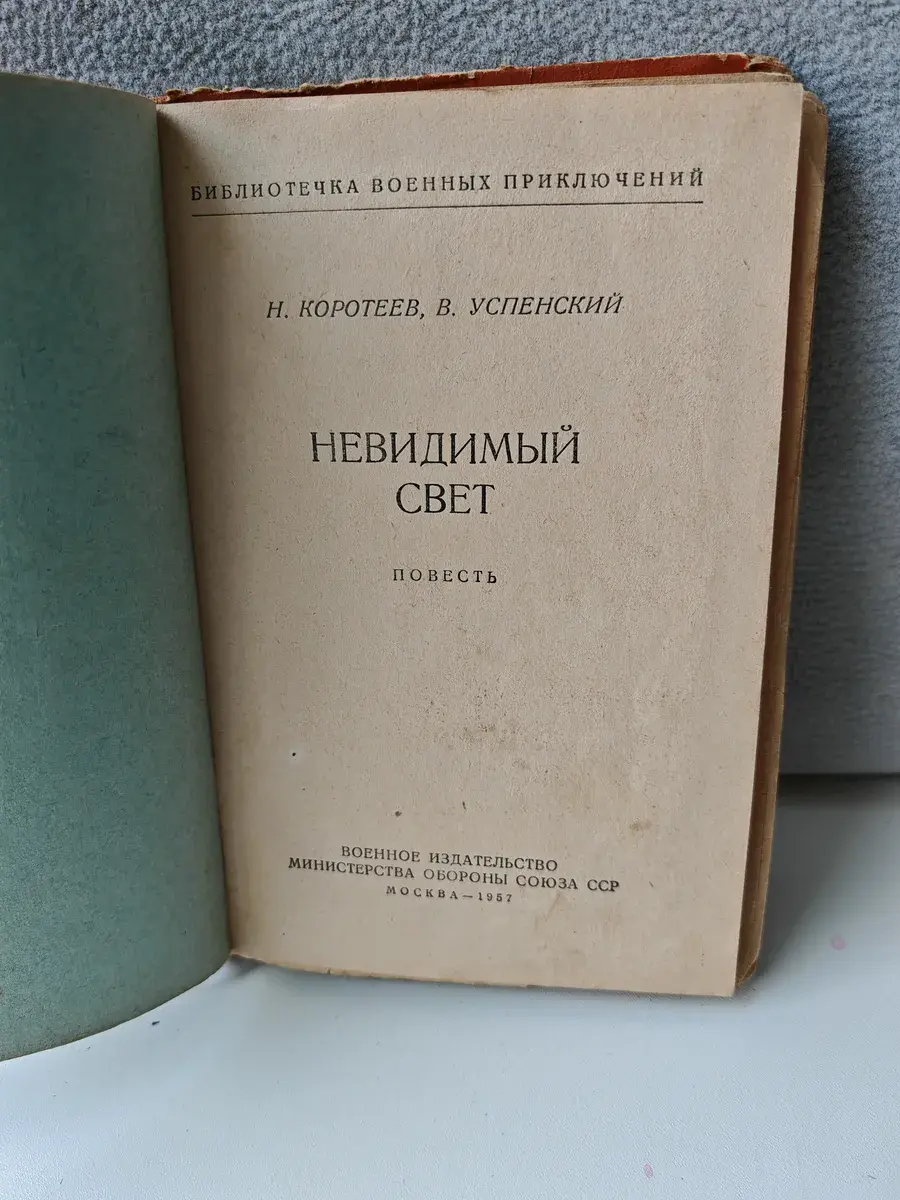 БИБЛИОТЕЧКА ВОЕННЫХ ПРИКЛЮЧЕНИЙ
Н. КОРОТЕЕВ, В. УСПЕНСКИЙ
НЕВИДИМЫЙ
СВЕТ
ПОВЕСТЬ
ВОЕННОЕ ИЗДАТЕЛЬСТВО
МИНИСТЕРСТВА ОБОРОНЫ СОЮЗА ССР
МОСКВА — 1957